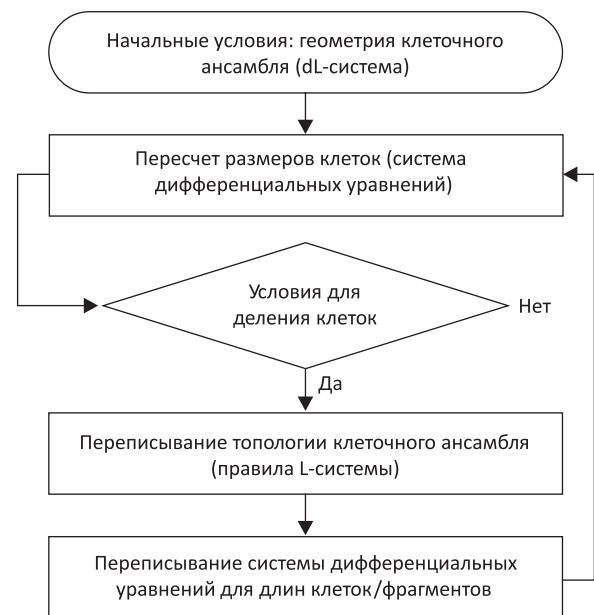 Начальные условия: геометрия клеточного
ансамбля (dL-система)
Пересчет размеров клеток (система
дифференциальных уравнений)
Условия для
деления клеток
Нет
Да
Переписывание топологии клеточного ансамбля
(правила L-системы)
Переписывание системы дифференциальных
уравнений для длин клеток/фрагментов